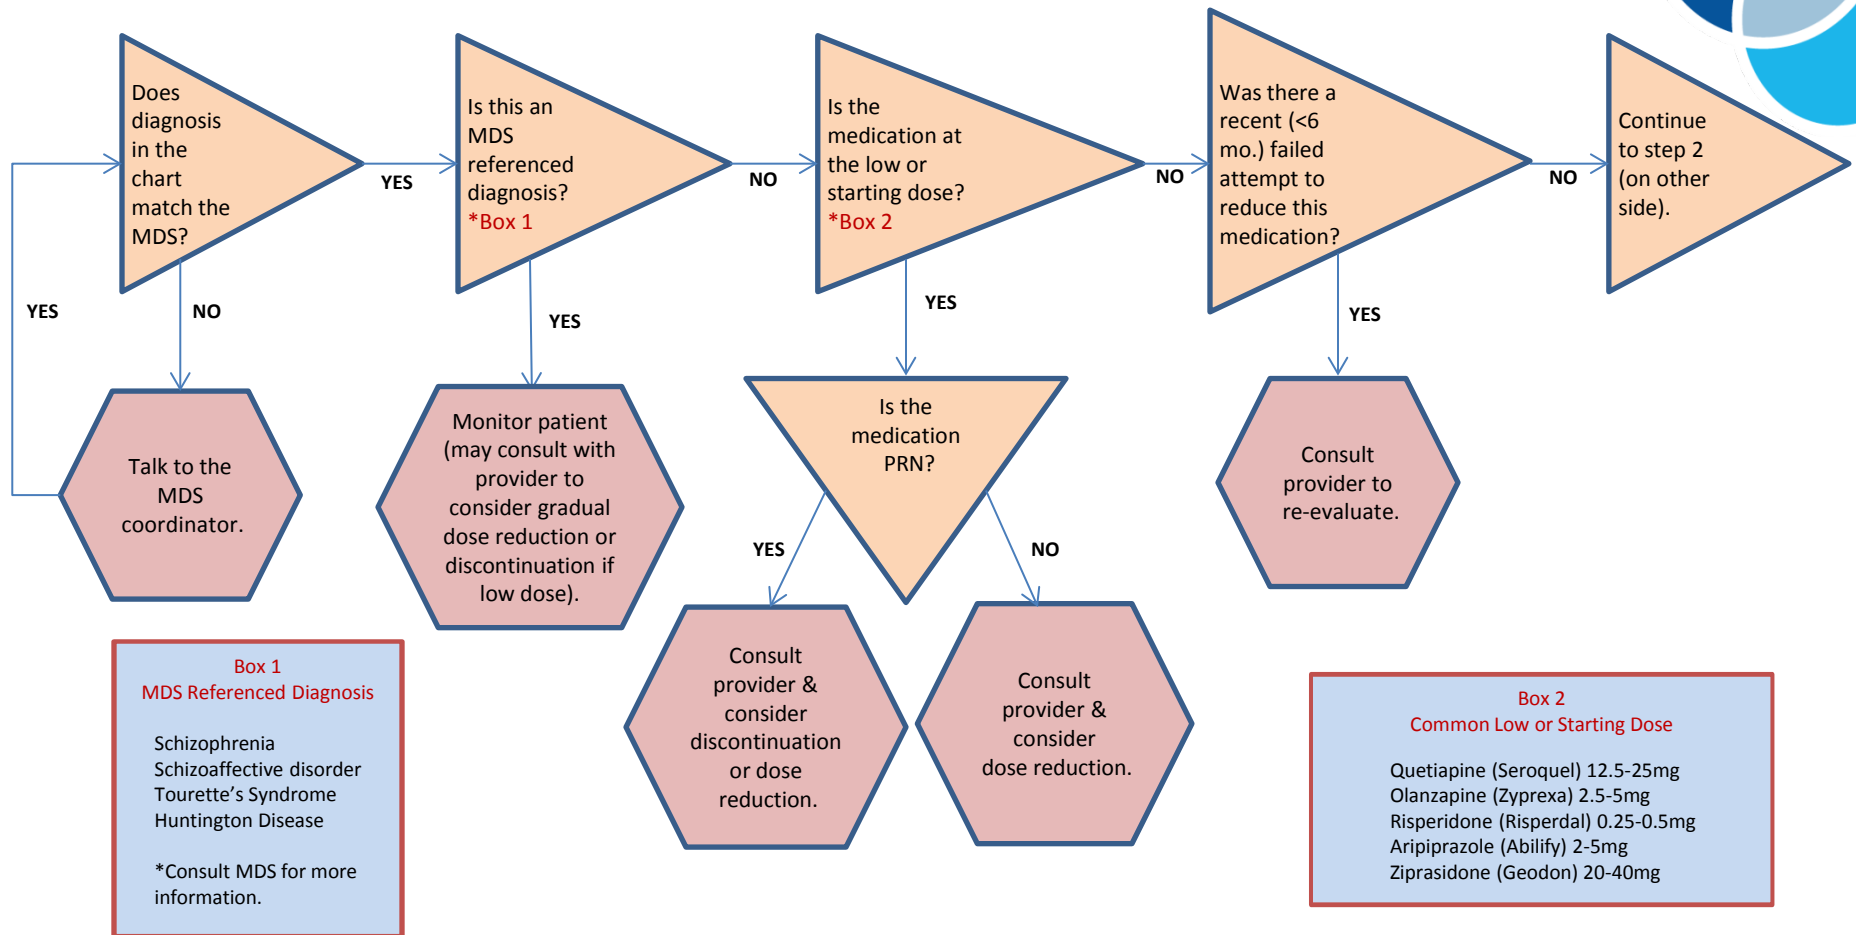 Does
diagnosis
in the
chart
match the
MDS?
YES
Is this an
MDS
referenced
diagnosis?
*Box 1
NO
Is the
medication at
the low or
starting dose?
*Box 2
NO
Was there a
recent (<6
mo.) failed
attempt to
reduce this
medication?
NO
Continue
to step 2
(on other
side).
YES
NO
YES
YES
YES
Talk to the
MDS
coordinator.
Monitor patient
(may consult with
provider to
consider gradual
dose reduction or
discontinuation if
low dose).
Is the
medication
PRN?
YES
NO
Consult
provider to
re-evaluate.
Consult
provider &
consider
discontinuation
or dose
reduction.
Consult
provider &
consider
dose reduction.
Box 1
MDS Referenced Diagnosis
Schizophrenia
Schizoaffective disorder
Tourette’s Syndrome
Huntington Disease
*Consult MDS for more
information.
Box 2
Common Low or Starting Dose
Quetiapine (Seroquel) 12.5-25mg
Olanzapine (Zyprexa) 2.5-5mg
Risperidone (Risperdal) 0.25-0.5mg
Aripiprazole (Abilify) 2-5mg
Ziprasidone (Geodon) 20-40mg